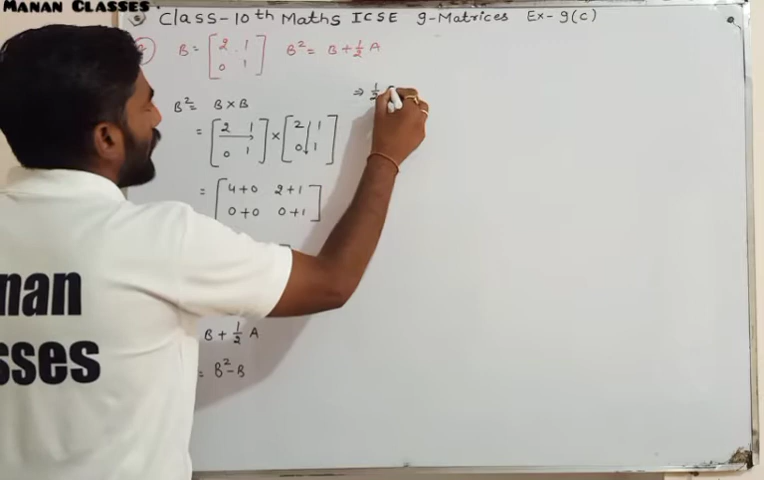 MANAN CLASSES
Class-10th Maths ICSE 9-Matrices Ex-9(c)
B = [2 1
0 1] B² = B + 1/2 A
B² = B × B
⇒ 1/2
= [2 1
0 1] × [2 1
0 1]
= [4+0 2+1
0+0 0+1]
B + 1/2 A
= B² - B
nan
sses